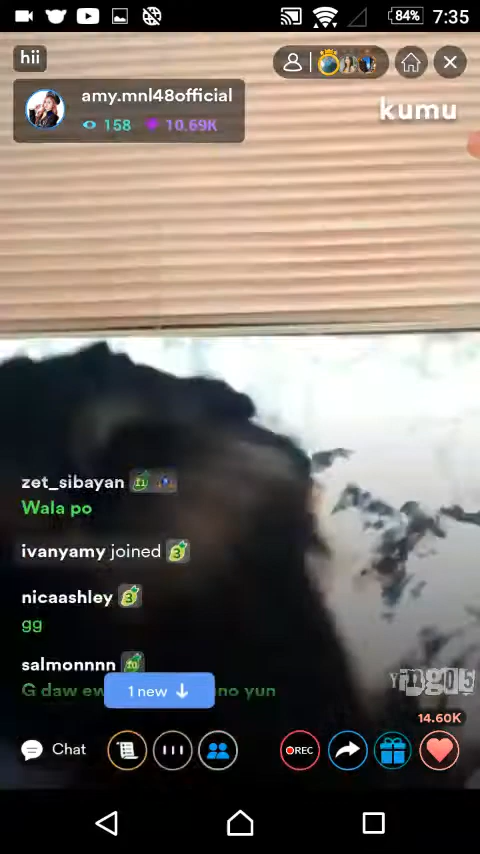 84% 7:35
hii
amy.mnl48official
158 10.69K
kumu
zet_sibayan
Wala po
ivanyamy joined
nicaashley
gg
salmonnnn
G daw no yun
1 new
14.60K
Chat
REC